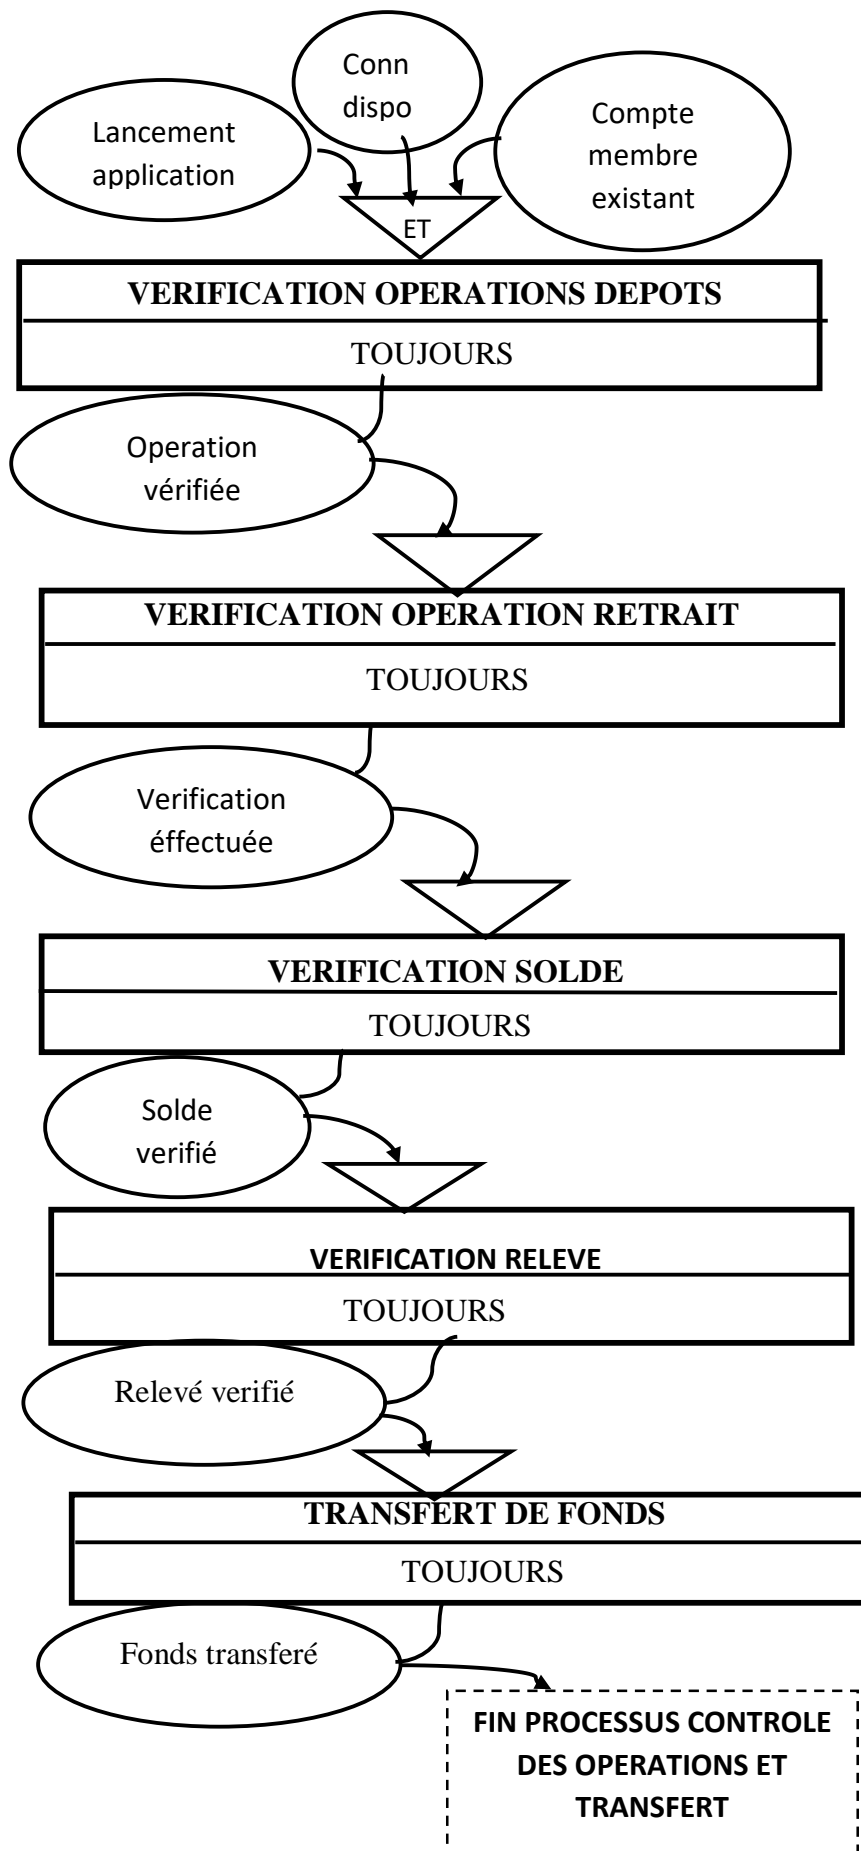 Conn
dispo
Lancement
application
Compte
membre
existant
ET
VERIFICATION OPERATIONS DEPOTS
TOUJOURS
Operation
vérifiée
VERIFICATION OPERATION RETRAIT
TOUJOURS
Verification
éffectuée
VERIFICATION SOLDE
TOUJOURS
Solde
verifié
VERIFICATION RELEVE
TOUJOURS
Relevé verifié
TRANSFERT DE FONDS
TOUJOURS
Fonds transferé
FIN PROCESSUS CONTROLE
DES OPERATIONS ET
TRANSFERT